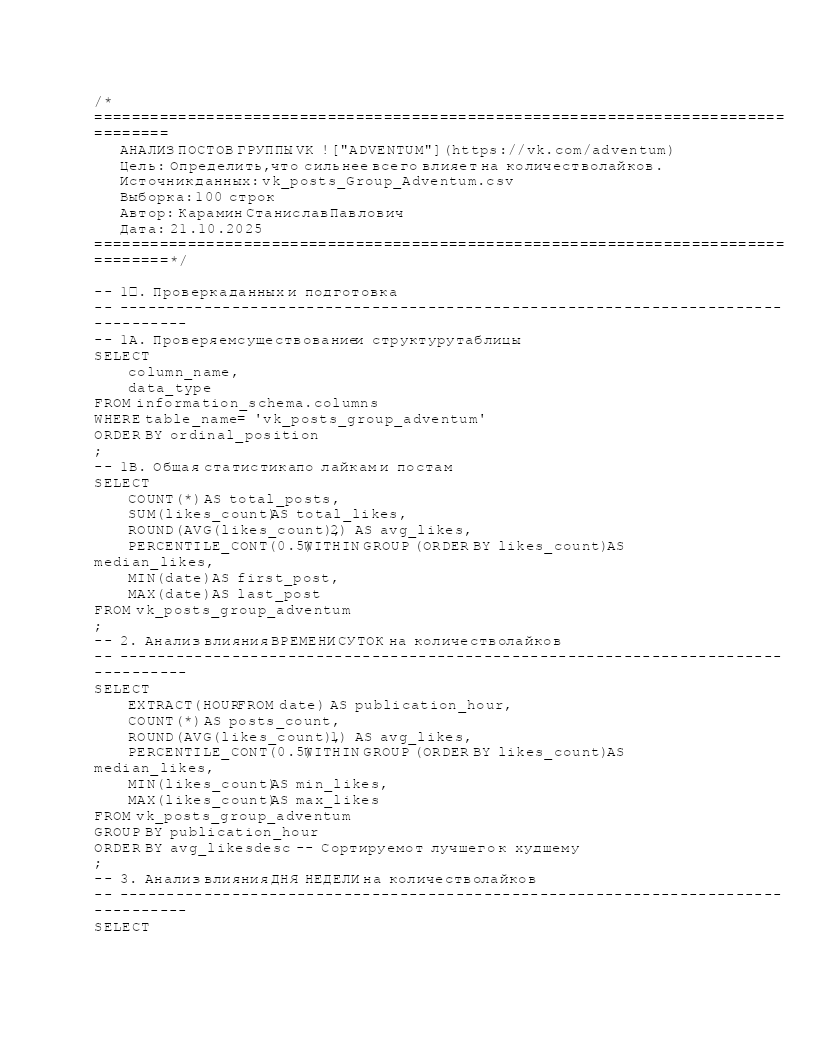 /*
==========================================================================
========
АНАЛИЗ ПОСТОВ ГРУППЫ VK !["ADVENTUM"](https://vk.com/adventum)
Цель: Определить, что сильнее всего влияет на количество лайков.
Источник данных: vk_posts_Group_Adventum.csv
Выборка: 100 строк
Автор: Карамин Станислав Павлович
Дата: 21.10.2025
==========================================================================
========*/
-- 1. Проверка данных и подготовка
-- -----------------------------------------------------------------------
----------
-- 1A. Проверяем существование и структуру таблицы
SELECT
column_name,
data_type
FROM information_schema.columns
WHERE table_name = 'vk_posts_group_adventum'
ORDER BY ordinal_position
;
-- 1B. Общая статистика по лайкам и постам
SELECT
COUNT(*) AS total_posts,
SUM(likes_count) AS total_likes,
ROUND(AVG(likes_count), 2) AS avg_likes,
PERCENTILE_CONT(0.5) WITHIN GROUP (ORDER BY likes_count) AS
median_likes,
MIN(date) AS first_post,
MAX(date) AS last_post
FROM vk_posts_group_adventum
;
-- 2. Анализ влияния ВРЕМЕНИ СУТОК на количество лайков
-- -----------------------------------------------------------------------
----------
SELECT
EXTRACT(HOUR FROM date) AS publication_hour,
COUNT(*) AS posts_count,
ROUND(AVG(likes_count), 1) AS avg_likes,
PERCENTILE_CONT(0.5) WITHIN GROUP (ORDER BY likes_count) AS
median_likes,
MIN(likes_count) AS min_likes,
MAX(likes_count) AS max_likes
FROM vk_posts_group_adventum
GROUP BY publication_hour
ORDER BY avg_likes desc -- Сортируем от лучшего к худшему
;
-- 3. Анализ влияния ДНЯ НЕДЕЛИ на количество лайков
-- -----------------------------------------------------------------------
----------
SELECT